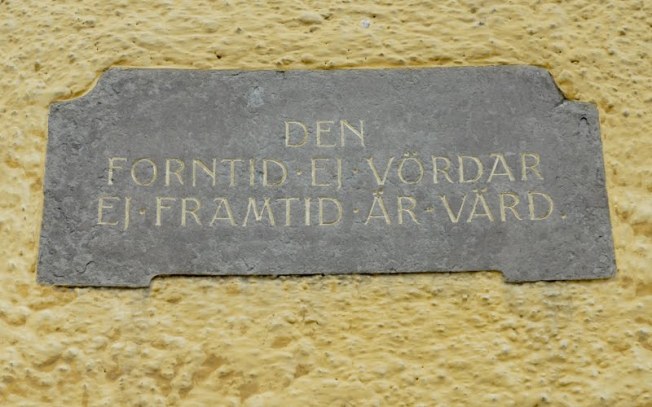 DEN
FORNTID·EJ·VÖRDAR
EJ·FRAMTID·ÄR·VÄRD.